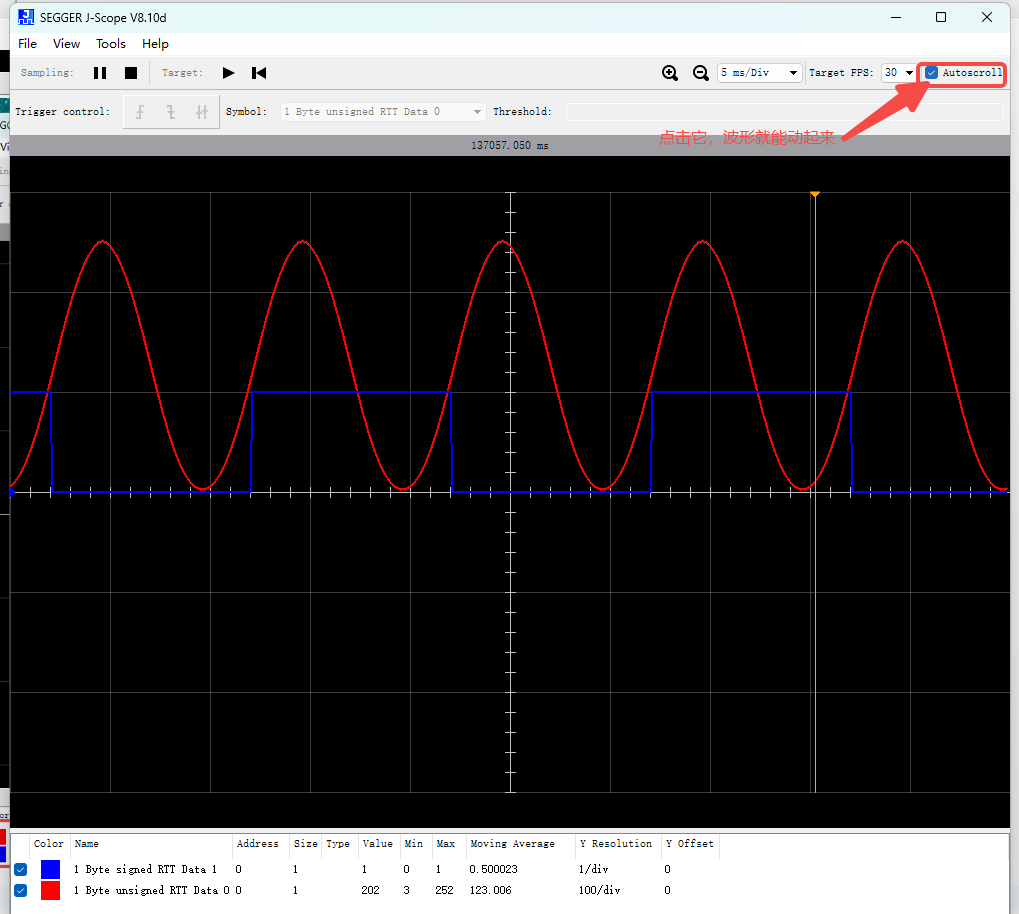 SEGGER J-Scope V8.10d
File View Tools Help
Sampling: Target: 5 ms/Div Target FPS: 30 Autoscroll
Trigger control: Symbol: 1 Byte unsigned RTT Data 0 Threshold:
点击它，波形就能动起来
137057.050 ms
Color Name Address Size Type Value Min Max Moving Average Y Resolution Y Offset
1 Byte signed RTT Data 1 0 1 1 0 1 0.500023 1/div 0
1 Byte unsigned RTT Data 0 0 1 202 3 252 123.006 100/div 0